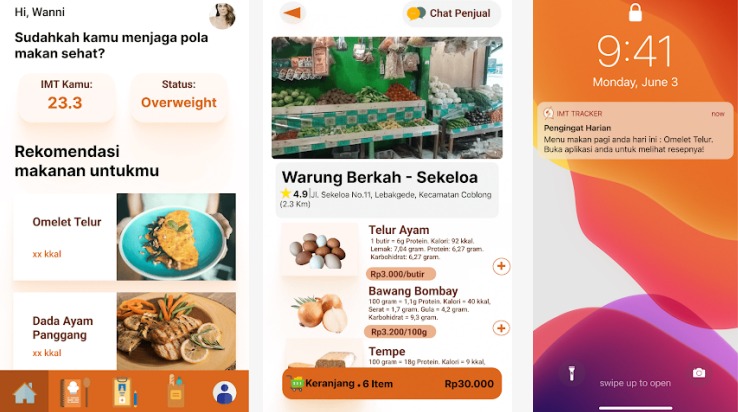 Hi, Wanni
Sudahkah kamu menjaga pola
makan sehat?
IMT Kamu:
23.3
Status:
Overweight
Rekomendasi
makanan untukmu
Omelet Telur
xx kkal
Dada Ayam
Panggang
xx kkal
Chat Penjual
Warung Berkah - Sekeloa
4.9 Jl. Sekeloa No.11, Lebakgede, Kecamatan Coblong
(2.3 Km)
Telur Ayam
1 butir = 6g Protein. Kalori: 92 kkal.
Lemak: 7,04 gram. Protein: 6,27 gram.
Karbohidrat: 6,27 gram.
Rp3.000/butir
Bawang Bombay
100 gram = 1,1g Protein. Kalori = 40 kkal,
Serat = 1,7 gram. Gula = 4,2 gram.
Karbohidrat = 9,3 gram.
Rp3.200/100g
Tempe
100 gram = 18g Protein. Kalori = 9 kkal,
Keranjang • 6 Item
Rp30.000
9:41
Monday, June 3
IMT TRACKER
now
Pengingat Harian
Menu makan pagi anda hari ini : Omelet Telur.
Buka aplikasi anda untuk melihat resepnya!
swipe up to open